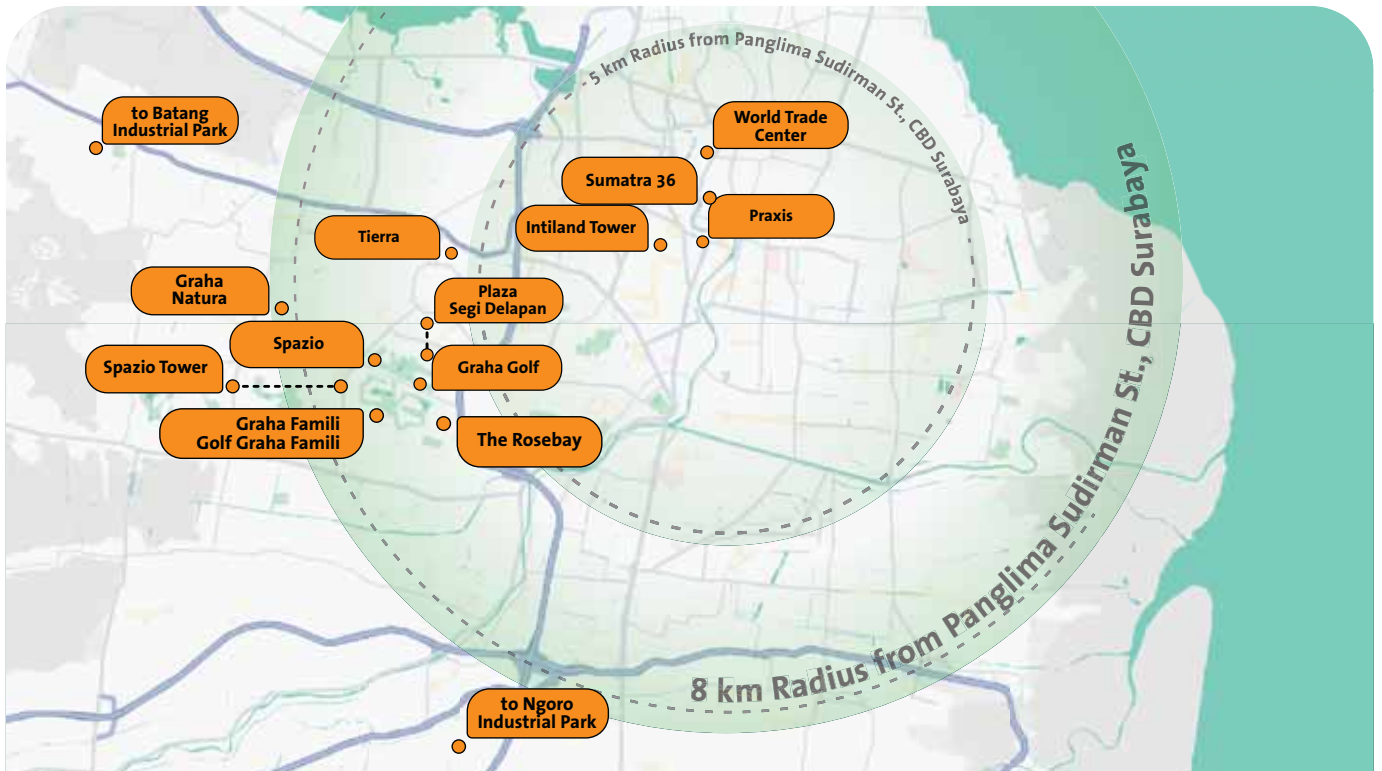 5 km Radius from Panglima Sudirman St., CBD Surabaya
to Batang
Industrial Park
World Trade
Center
Sumatra 36
Praxis
Intiland Tower
Tierra
Graha
Natura
Plaza
Segi Delapan
Spazio
Spazio Tower
Graha Golf
Graha Famili
Golf Graha Famili
The Rosebay
8 km Radius from Panglima Sudirman St., CBD Surabaya
to Ngoro
Industrial Park